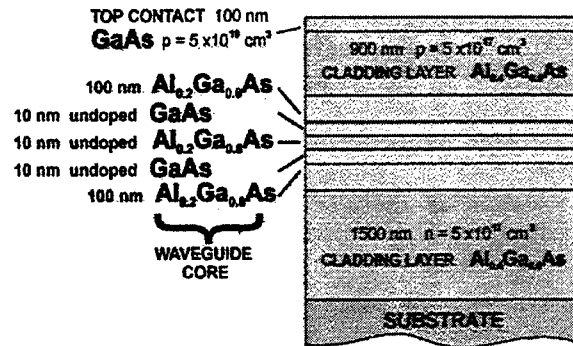 TOP CONTACT 100 nm
GaAs p = 5 x10¹⁹ cm³
100 nm Al₀.₂Ga₀.₈As
10 nm undoped GaAs
10 nm undoped Al₀.₂Ga₀.₈As
10 nm undoped GaAs
100 nm Al₀.₂Ga₀.₈As
WAVEGUIDE
CORE
900 nm p = 5 x10¹⁷ cm³
CLADDING LAYER
1500 nm n = 5 x10¹⁷ cm³
CLADDING LAYER
SUBSTRATE